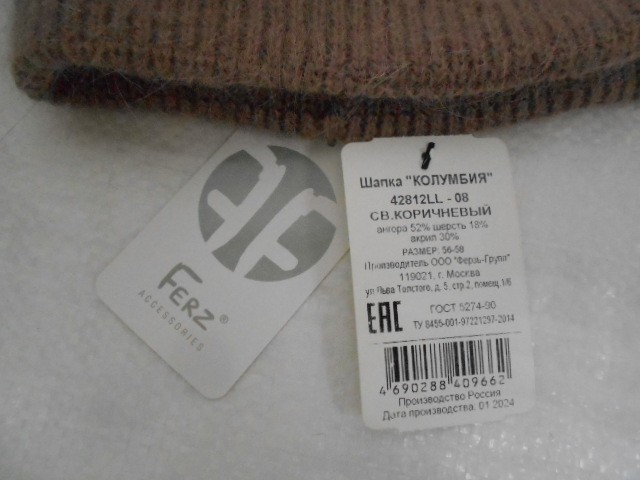 Шапка "КОЛУМБИЯ"
42812LL - 08
СВ.КОРИЧНЕВЫЙ
ангора 52% шерсть 18%
акрил 30%
РАЗМЕР: 56-58
Производитель ООО "Ферзь-Групп"
119021, г. Москва
ул.Льва Толстого, д. 5, стр.2, помещ. 1/6
EAC
ГОСТ 5274-90
ТУ 8455-001-97221297-2014
4 690288 409662
Производство Россия
Дата производства: 01.2024
FERZ®
ACCESSORIES